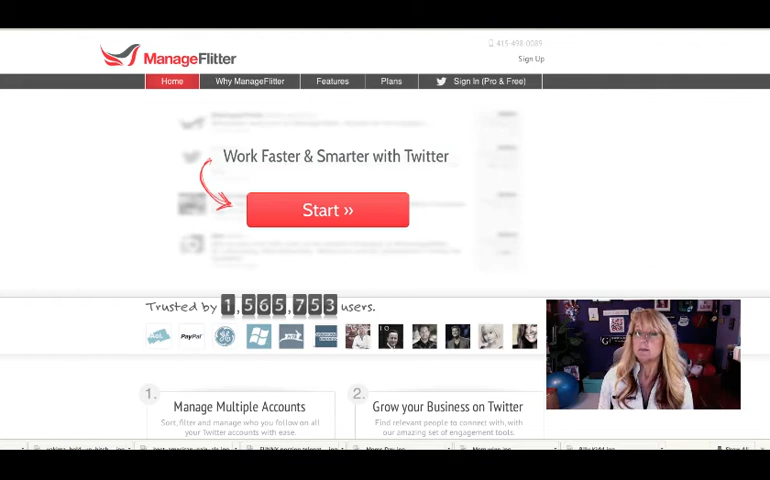 415-498-0089
ManageFlitter
Sign Up
Home
Why ManageFlitter
Features
Plans
Sign In (Pro & Free)
Work Faster & Smarter with Twitter
Start »
Trusted by 1,565,753 users.
PayPal
1.
Manage Multiple Accounts
Sort, filter and manage who you follow on all
your Twitter accounts with ease.
2.
Grow your Business on Twitter
Find relevant people to connect with, with
our amazing set of engagement tools.
Show All